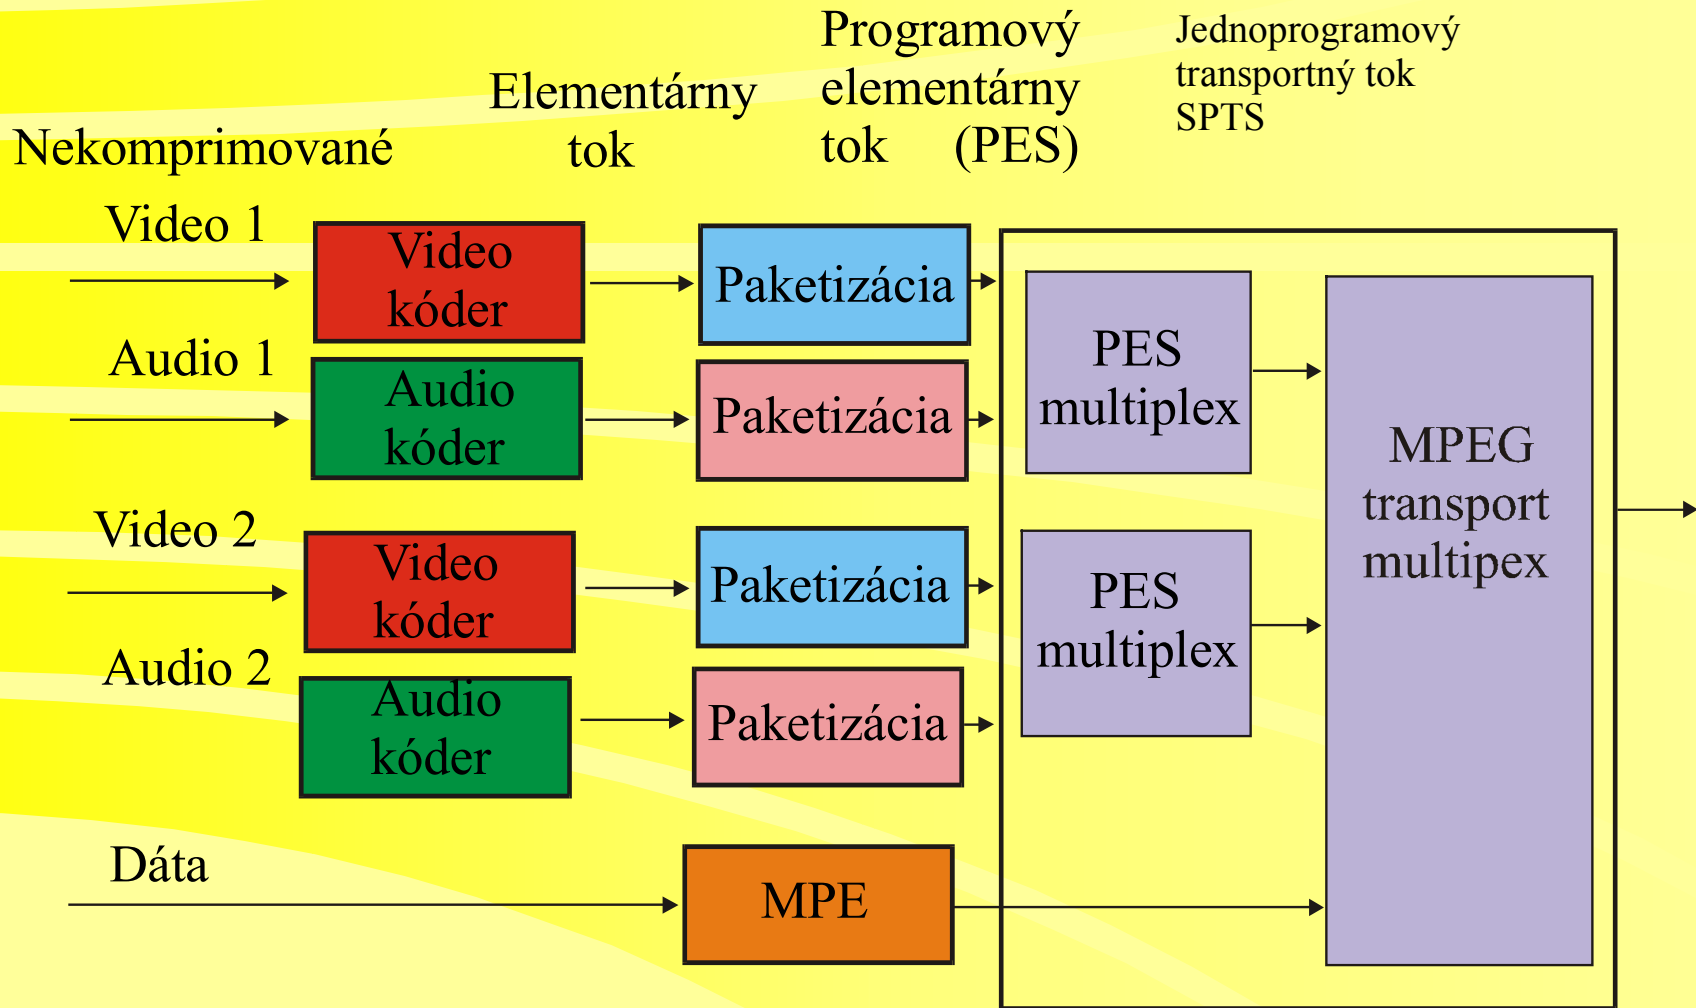 Nekomprimované
Elementárny
tok
Programový
elementárny
tok (PES)
Jednoprogramový
transportný tok
SPTS
Video 1
Video
kóder
Paketizácia
Audio 1
Audio
kóder
Paketizácia
PES
multiplex
Video 2
Video
kóder
Paketizácia
Audio 2
Audio
kóder
Paketizácia
PES
multiplex
MPEG
transport
multipex
Dáta
MPE